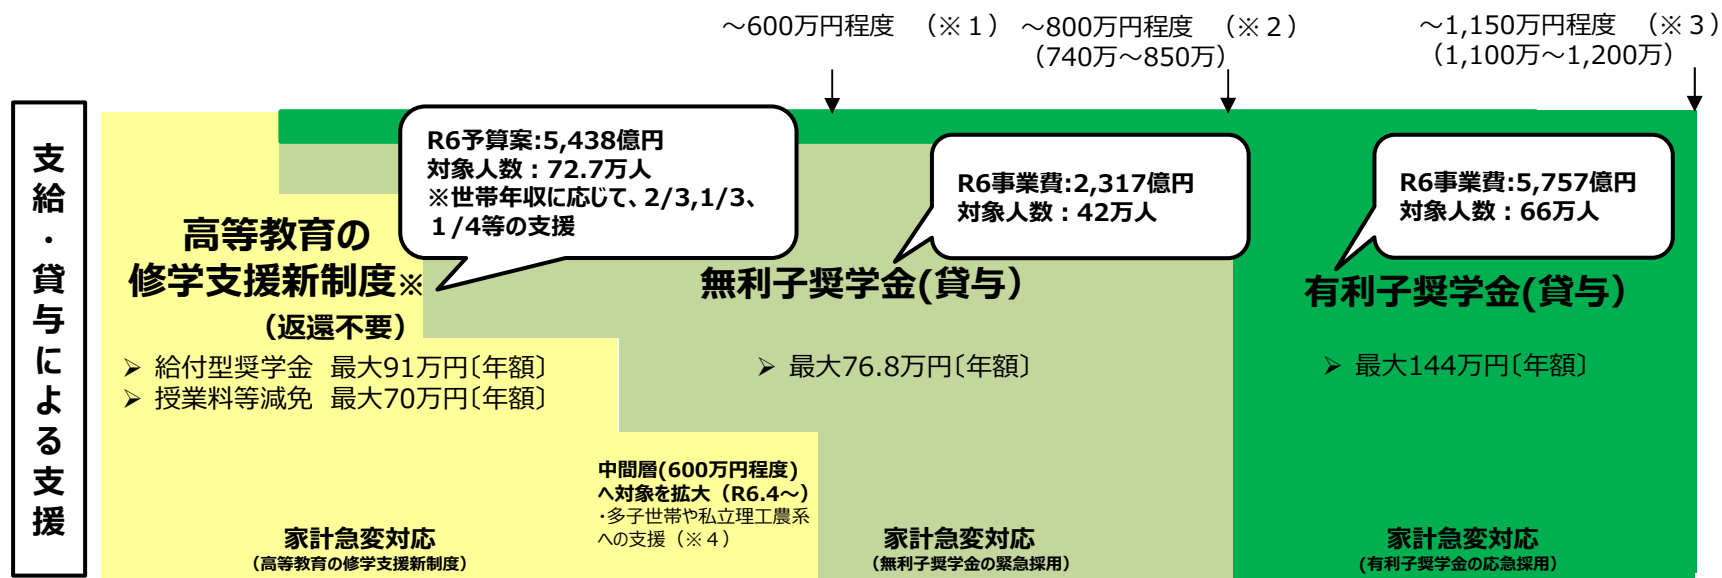 ～600万円程度　（※１）
～800万円程度　（※２）
（740万～850万）
～1,150万円程度　（※３）
（1,100万～1,200万）
支給・貸与による支援
R6予算案:5,438億円
対象人数：72.7万人
※世帯年収に応じて、2/3,1/3、
１/4等の支援
R6事業費:2,317億円
対象人数：42万人
R6事業費:5,757億円
対象人数：66万人
高等教育の
修学支援新制度※
（返還不要）
➢ 給付型奨学金　最大91万円〔年額〕
➢ 授業料等減免　最大70万円〔年額〕
無利子奨学金(貸与）
➢ 最大76.8万円〔年額〕
有利子奨学金(貸与）
➢ 最大144万円〔年額〕
中間層(600万円程度)
へ対象を拡大（R6.4～）
・多子世帯や私立理工農系
への支援（※４）
家計急変対応
（高等教育の修学支援新制度）
家計急変対応
（無利子奨学金の緊急採用）
家計急変対応
(有利子奨学金の応急採用）